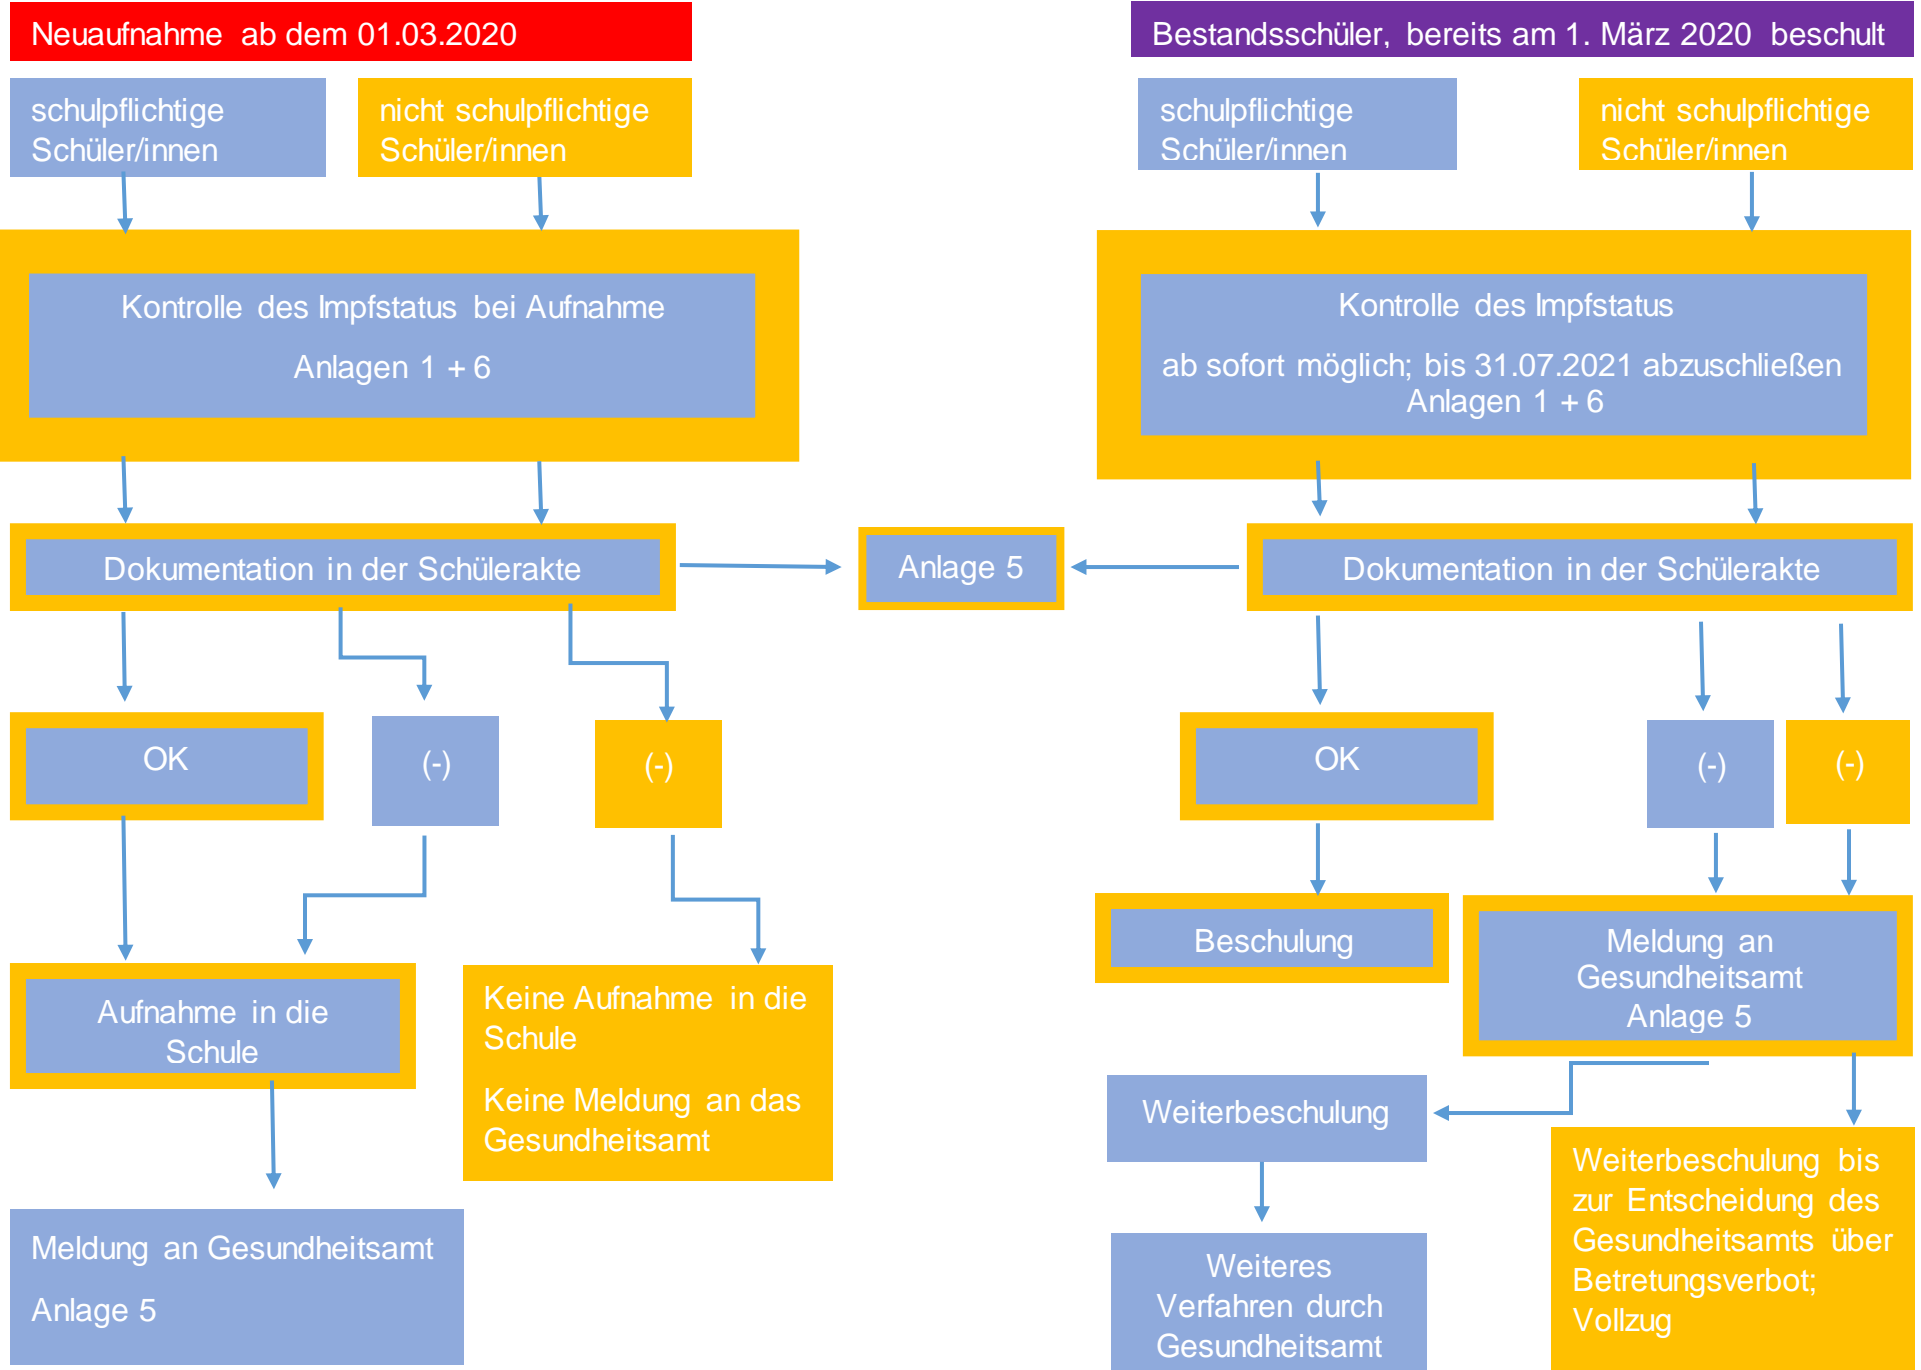 Neuaufnahme ab dem 01.03.2020
schulpflichtige
Schüler/innen
nicht schulpflichtige
Schüler/innen
Kontrolle des Impfstatus bei Aufnahme
Anlagen 1 + 6
Dokumentation in der Schülerakte
Anlage 5
OK
(-)
(-)
Aufnahme in die
Schule
Keine Aufnahme in die
Schule
Keine Meldung an das
Gesundheitsamt
Meldung an Gesundheitsamt
Anlage 5
Bestandsschüler, bereits am 1. März 2020 beschult
schulpflichtige
Schüler/innen
nicht schulpflichtige
Schüler/innen
Kontrolle des Impfstatus
ab sofort möglich; bis 31.07.2021 abzuschließen
Anlagen 1 + 6
Dokumentation in der Schülerakte
OK
(-)
(-)
Beschulung
Meldung an
Gesundheitsamt
Anlage 5
Weiterbeschulung
Weiteres
Verfahren durch
Gesundheitsamt
Weiterbeschulung bis
zur Entscheidung des
Gesundheitsamts über
Betretungsverbot;
Vollzug